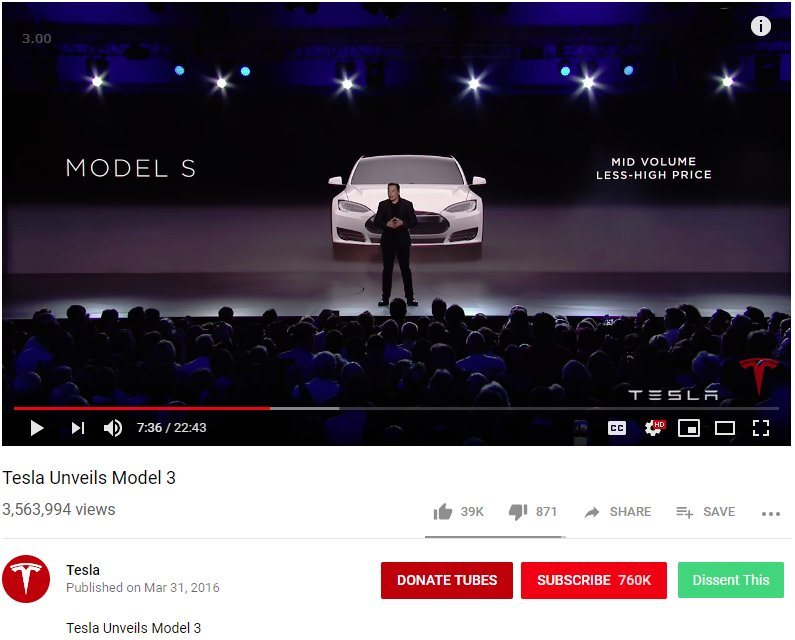 3.00
MODEL S
MID VOLUME
LESS-HIGH PRICE
TESLA
7:36 / 22:43
CC
HD
Tesla Unveils Model 3
3,563,994 views
39K
871
SHARE
SAVE
Tesla
Published on Mar 31, 2016
DONATE TUBES
SUBSCRIBE 760K
Dissent This
Tesla Unveils Model 3